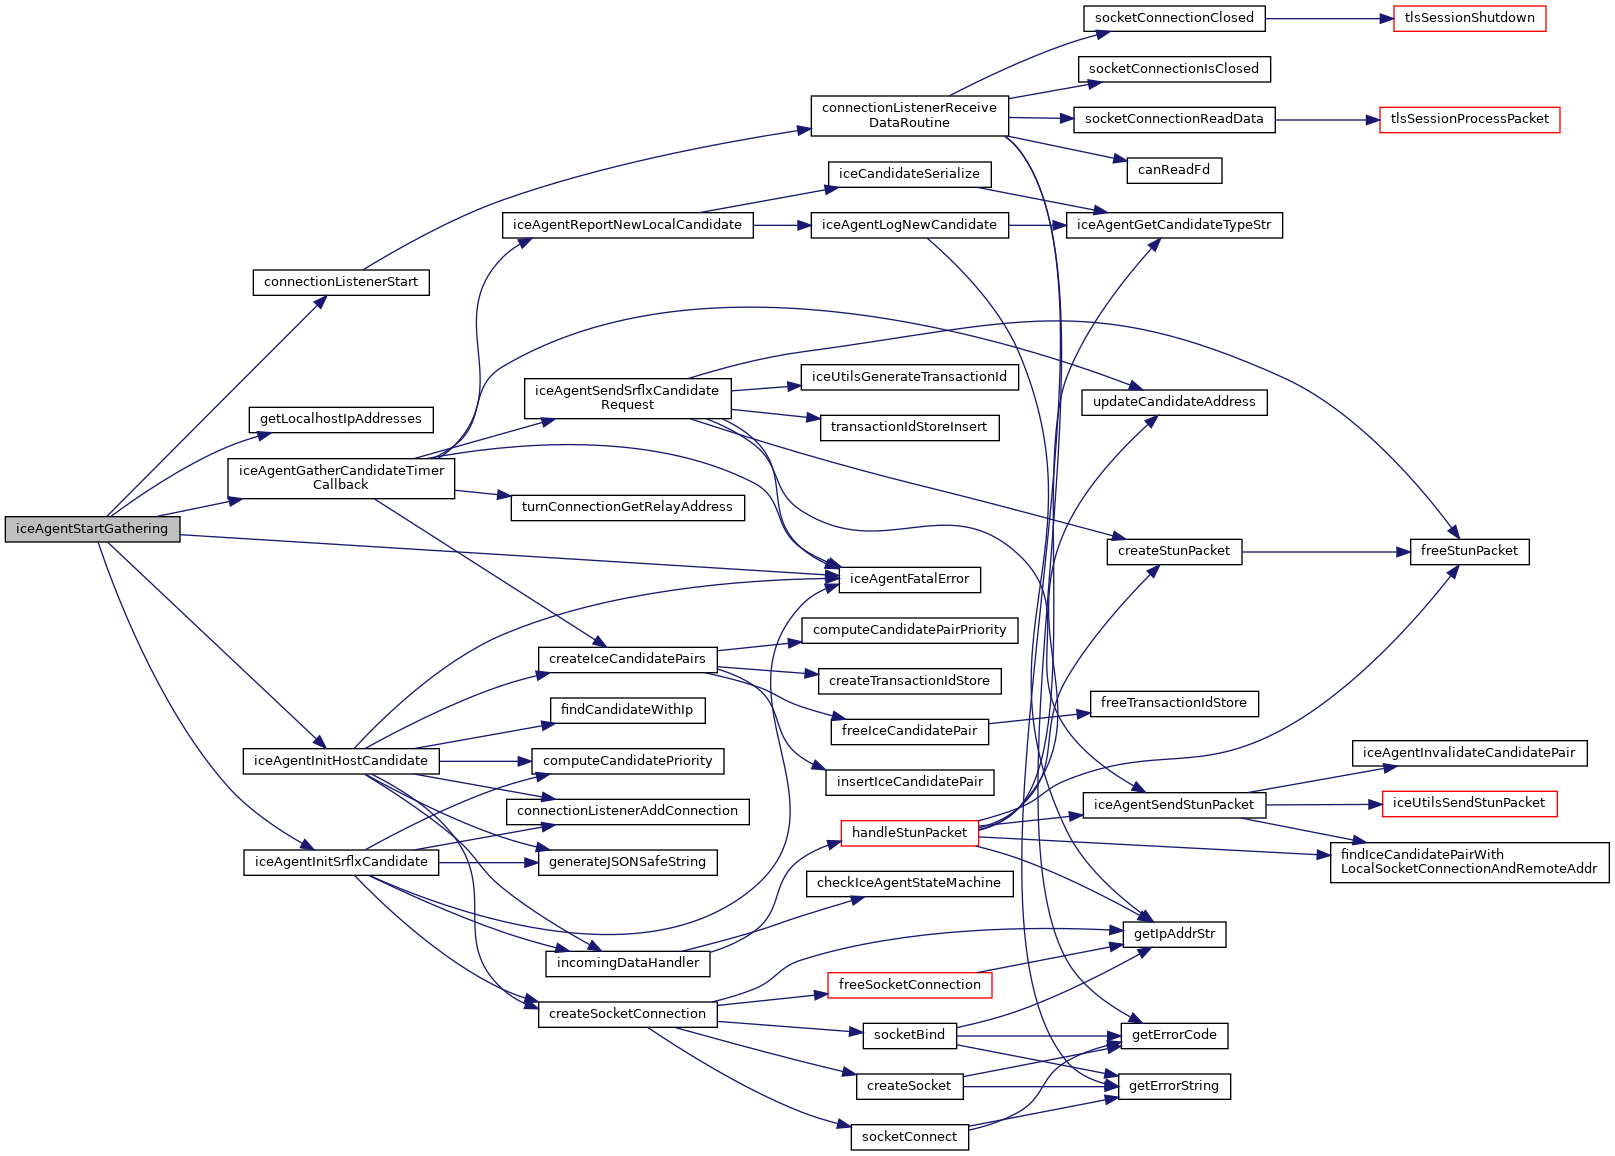 socketConnectionClosed
tlsSessionShutdown
socketConnectionIsClosed
connectionListenerReceive
DataRoutine
socketConnectionReadData
tlsSessionProcessPacket
canReadFd
iceCandidateSerialize
iceAgentReportNewLocalCandidate
iceAgentLogNewCandidate
iceAgentGetCandidateTypeStr
connectionListenerStart
iceAgentSendSrflxCandidate
Request
iceUtilsGenerateTransactionId
updateCandidateAddress
getLocalhostIpAddresses
transactionIdStoreInsert
iceAgentGatherCandidateTimer
Callback
turnConnectionGetRelayAddress
iceAgentStartGathering
createStunPacket
freeStunPacket
iceAgentFatalError
computeCandidatePairPriority
createIceCandidatePairs
createTransactionIdStore
findCandidateWithIp
freeTransactionIdStore
freeIceCandidatePair
iceAgentInitHostCandidate
computeCandidatePriority
iceAgentInvalidateCandidatePair
insertIceCandidatePair
connectionListenerAddConnection
iceAgentSendStunPacket
iceUtilsSendStunPacket
handleStunPacket
iceAgentInitSrflxCandidate
generateJSONSafeString
findIceCandidatePairWith
LocalSocketConnectionAndRemoteAddr
checkIceAgentStateMachine
getIpAddrStr
incomingDataHandler
freeSocketConnection
createSocketConnection
socketBind
getErrorCode
createSocket
getErrorString
socketConnect